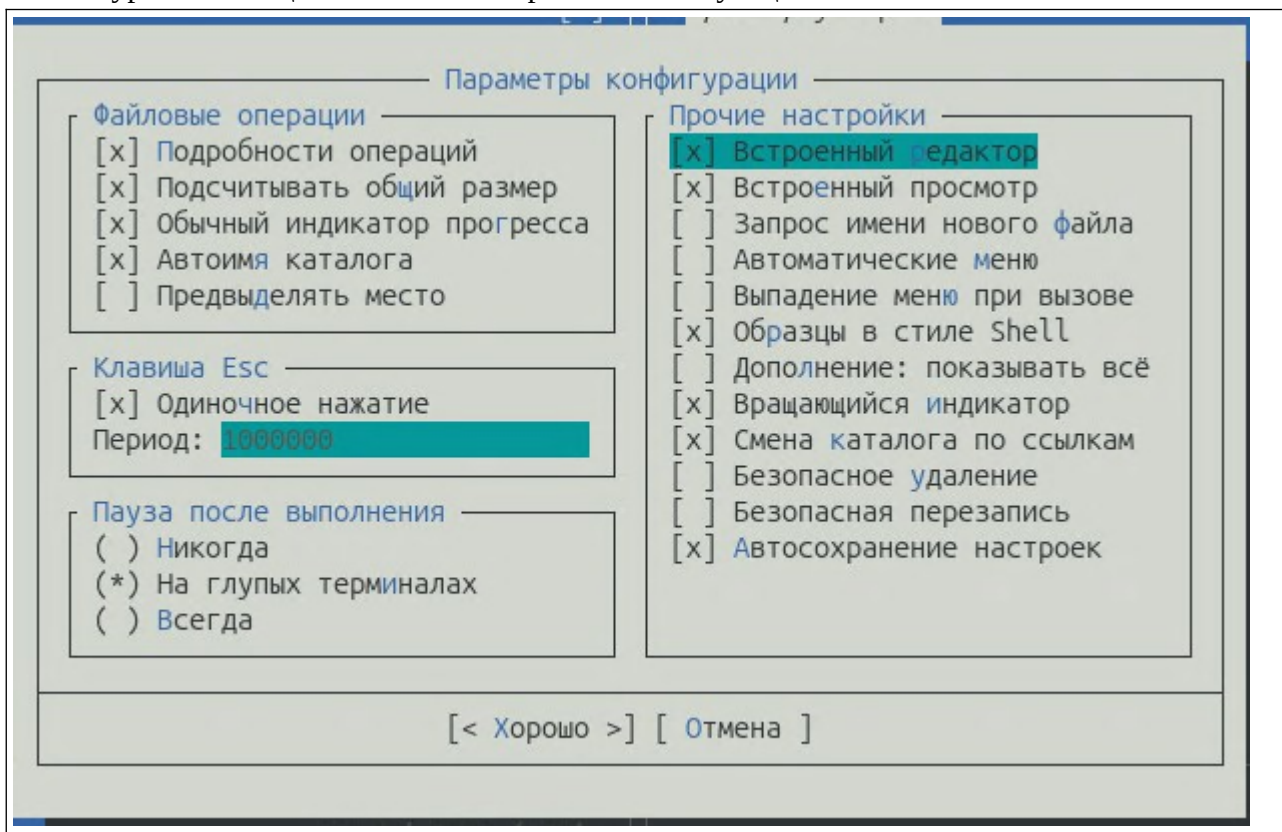 Параметры конфигурации
Файловые операции
[x] Подробности операций
[x] Подсчитывать общий размер
[x] Обычный индикатор прогресса
[x] Автоимя каталога
[ ] Предвыделять место
Клавиша Esc
[x] Одиночное нажатие
Период: 1000000
Пауза после выполнения
( ) Никогда
(*) На глупых терминалах
( ) Всегда
Прочие настройки
[x] Встроенный редактор
[x] Встроенный просмотр
[ ] Запрос имени нового файла
[ ] Автоматические меню
[ ] Выпадение меню при вызове
[x] Образцы в стиле Shell
[ ] Дополнение: показывать всё
[x] Вращающийся индикатор
[x] Смена каталога по ссылкам
[ ] Безопасное удаление
[ ] Безопасная перезапись
[x] Автосохранение настроек
[< Хорошо >] [ Отмена ]